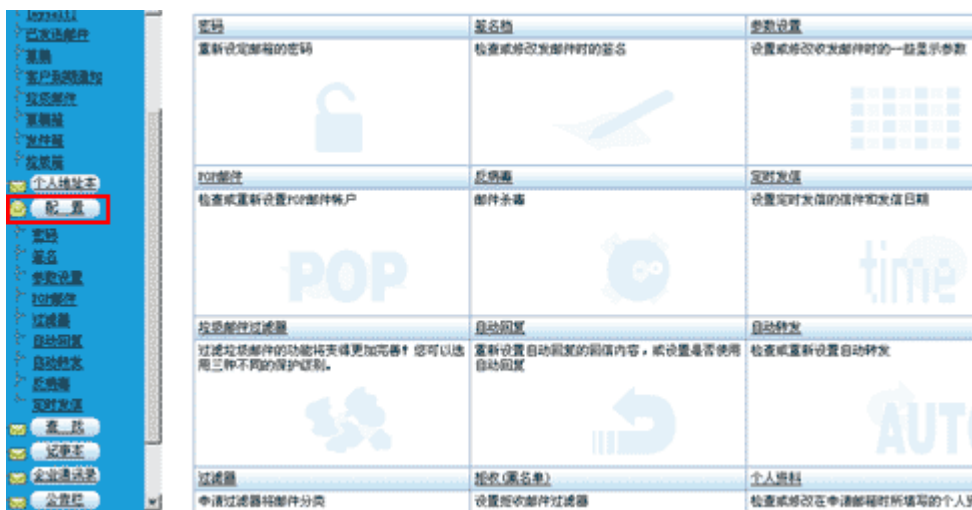 已发送邮件
草稿
客户到期通知
垃圾邮件
草稿箱
发件箱
垃圾箱
个人地址本
配 置
密码
签名
参数设置
POP邮件
过滤器
自动回复
自动转发
反病毒
定时发信
查 找
记事本
企业通讯录
公告栏
密码
签名档
参数设置
重新设定邮箱的密码
检查或修改发邮件时的签名
设置或修改收发邮件时的一些显示参数
POP邮件
反病毒
定时发信
检查或重新设置POP邮件帐户
邮件杀毒
设置定时发信的信件和发信日期
POP
time
垃圾邮件过滤器
自动回复
自动转发
过滤垃圾邮件的功能将变得更加完善！您可以选
用三种不同的保护级别。
重新设置自动回复的回信内容，或设置是否使用
自动回复
检查或重新设置自动转发
AUTO
过滤器
拒收(黑名单)
个人资料
申请过滤器将邮件分类
设置拒收邮件过滤器
检查或修改在申请邮箱时所填写的个人